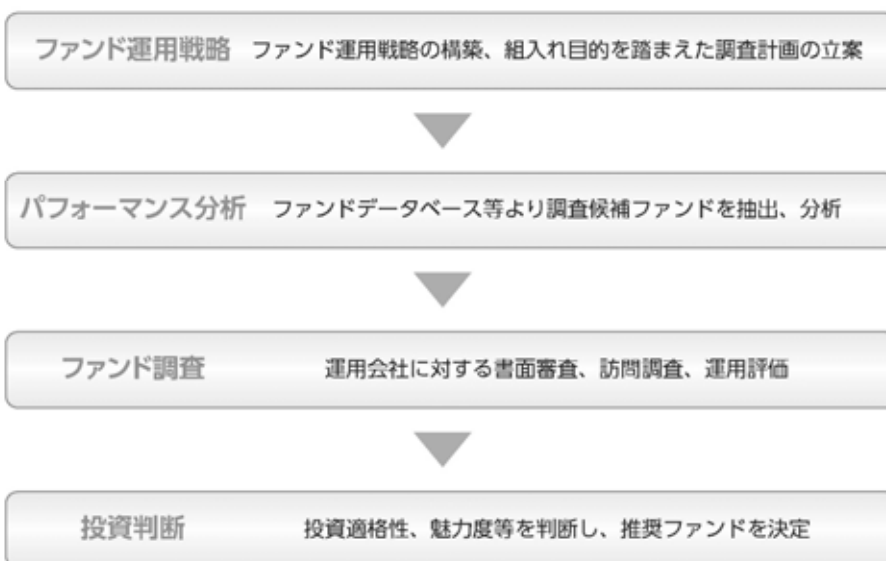 ファンド運用戦略 ファンド運用戦略の構築、組入れ目的を踏まえた調査計画の立案
パフォーマンス分析 ファンドデータベース等より調査候補ファンドを抽出、分析
ファンド調査 運用会社に対する書面審査、訪問調査、運用評価
投資判断 投資適格性、魅力度等を判断し、推奨ファンドを決定